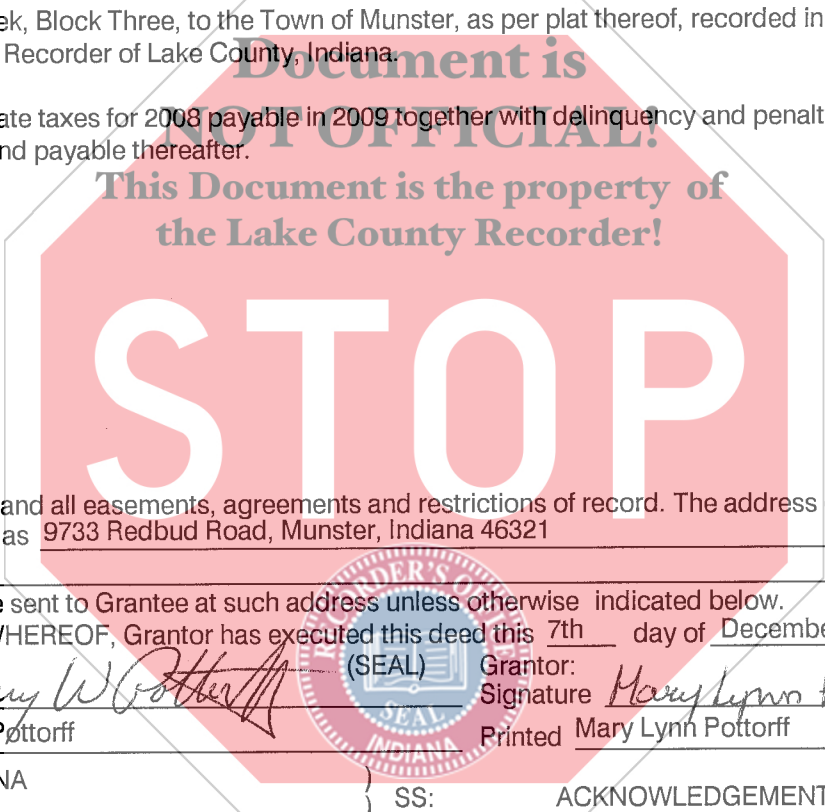 ek, Block Three, to the Town of Munster, as per plat thereof, recorded in
Recorder of Lake County, Indiana.
Document is
ate taxes for 2008 payable in 2009 together with delinquency and penalt
NOT OFFICIAL!
nd payable thereafter.
This Document is the property of
the Lake County Recorder!
STOP
and all easements, agreements and restrictions of record. The address
as 9733 Redbud Road, Munster, Indiana 46321
RECORDER'S OFFICE
e sent to Grantee at such address unless otherwise indicated below.
WHEREOF, Grantor has executed this deed this 7th day of Decembe
(SEAL) Grantor:
ry W Pottorff Signature Mary Lynn P
SEAL
Pottorff Printed Mary Lynn Pottorff
INDIANA
NA
SS: ACKNOWLEDGEMENT